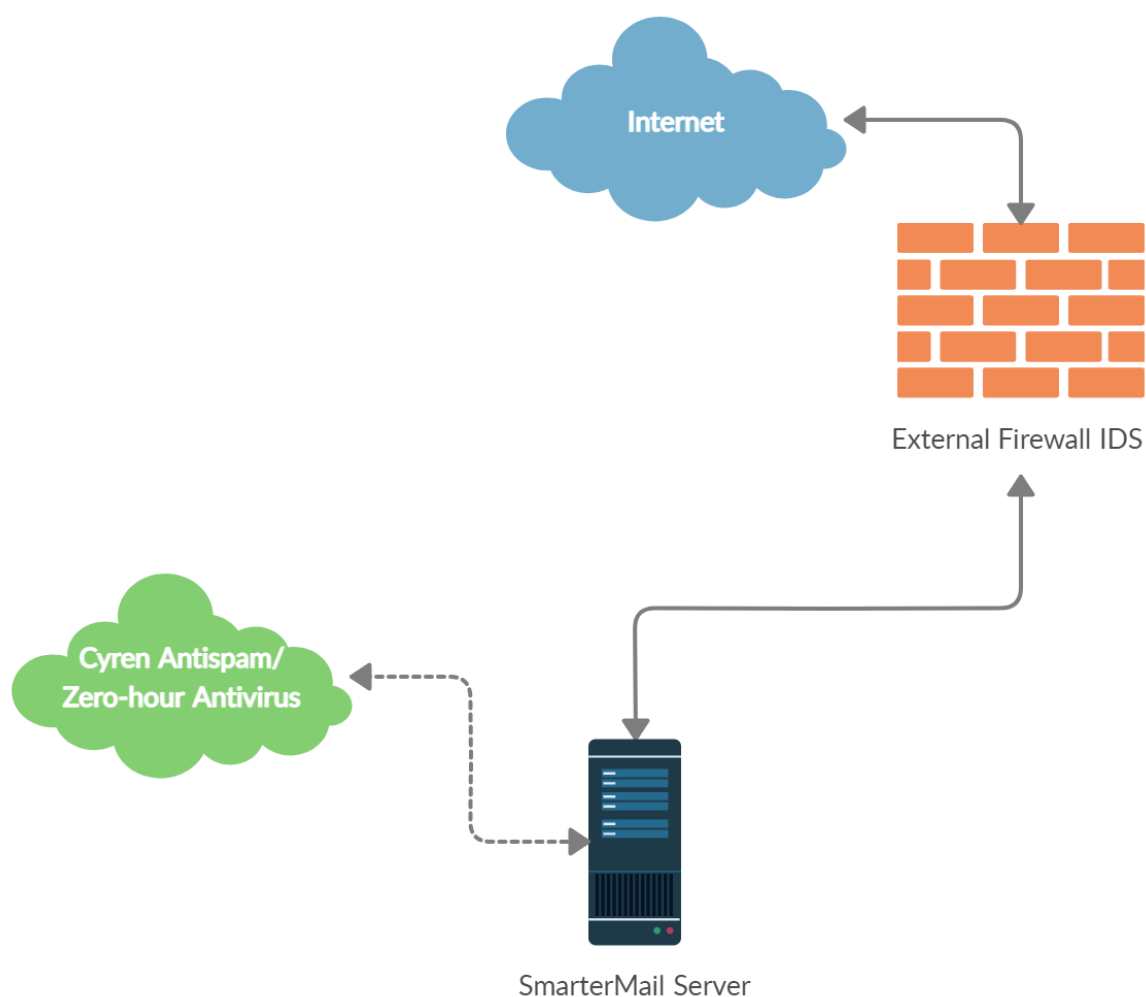 Internet
External Firewall IDS
Cyren Antispam/
Zero-hour Antivirus
SmarterMail Server